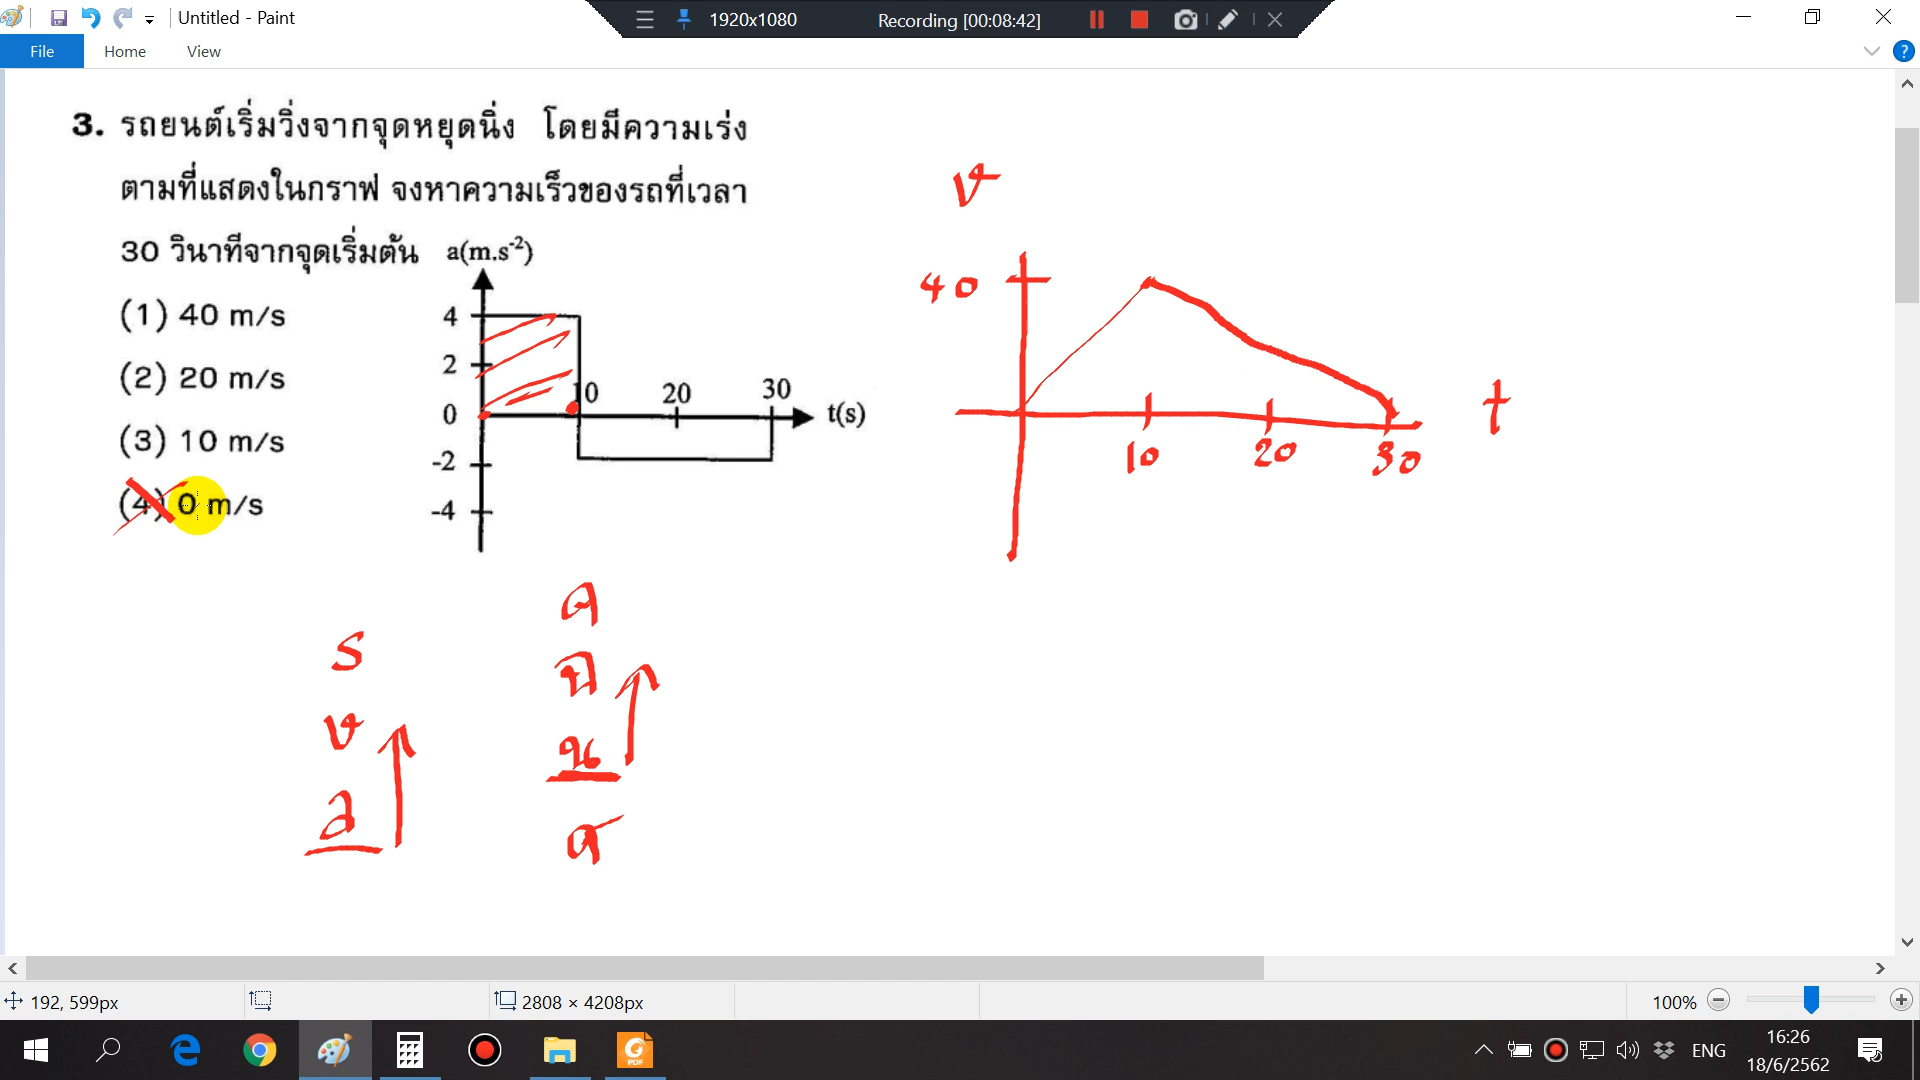 Untitled - Paint
1920x1080
Recording [00:08:42]
File
Home
View
3. รถยนต์เริ่มวิ่งจากจุดหยุดนิ่ง โดยมีความเร่ง
ตามที่แสดงในกราฟ จงหาความเร็วของรถที่เวลา
30 วินาทีจากจุดเริ่มต้น
(1) 40 m/s
(2) 20 m/s
(3) 10 m/s
(4) 0 m/s
a(m.s-2)
4
2
0
-2
-4
10
20
30
t(s)
v
40
10
20
30
t
s
v
a
192, 599px
2808 × 4208px
100%
PDF
ENG
16:26
18/6/2562